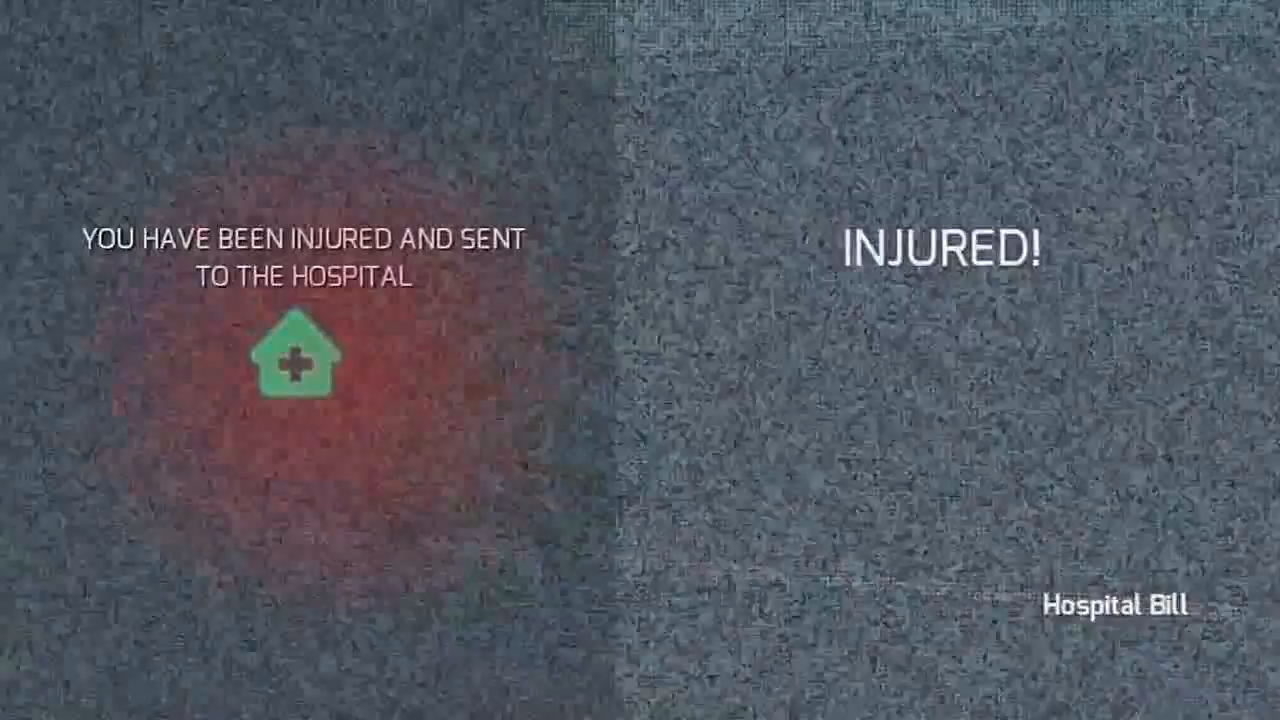 YOU HAVE BEEN INJURED AND SENT
TO THE HOSPITAL
INJURED!
Hospital Bill